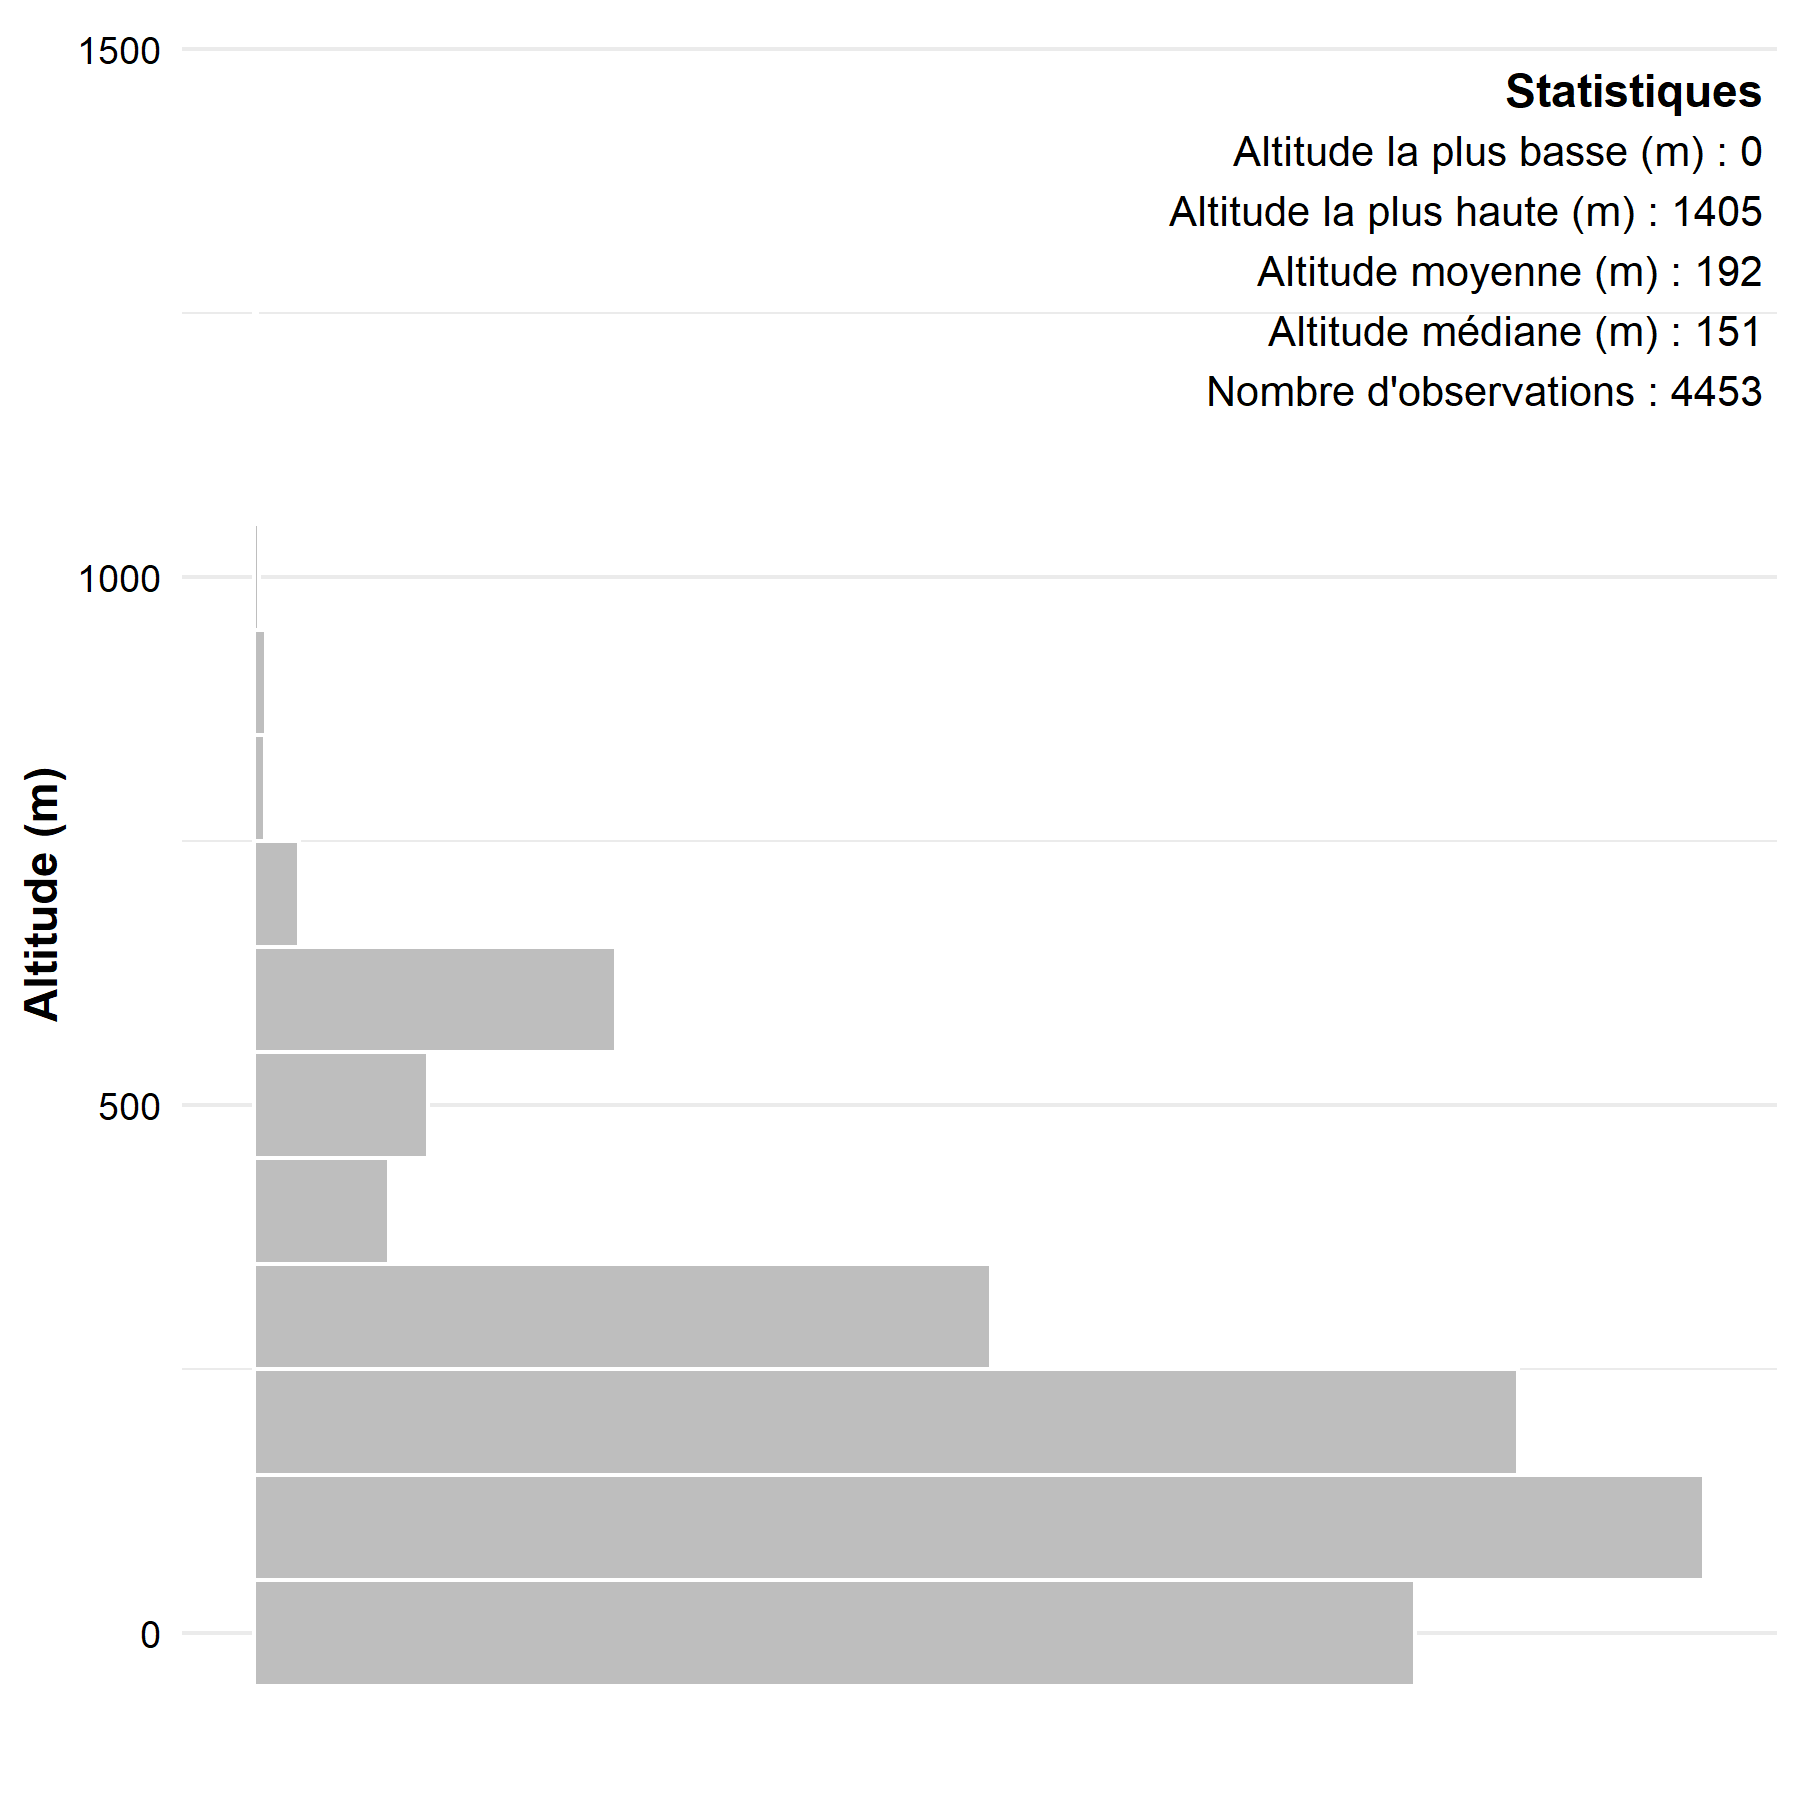 1500
Statistiques
Altitude la plus basse (m) : 0
Altitude la plus haute (m) : 1405
Altitude moyenne (m) : 192
Altitude médiane (m) : 151
Nombre d'observations : 4453
1000
Altitude (m)
500
0